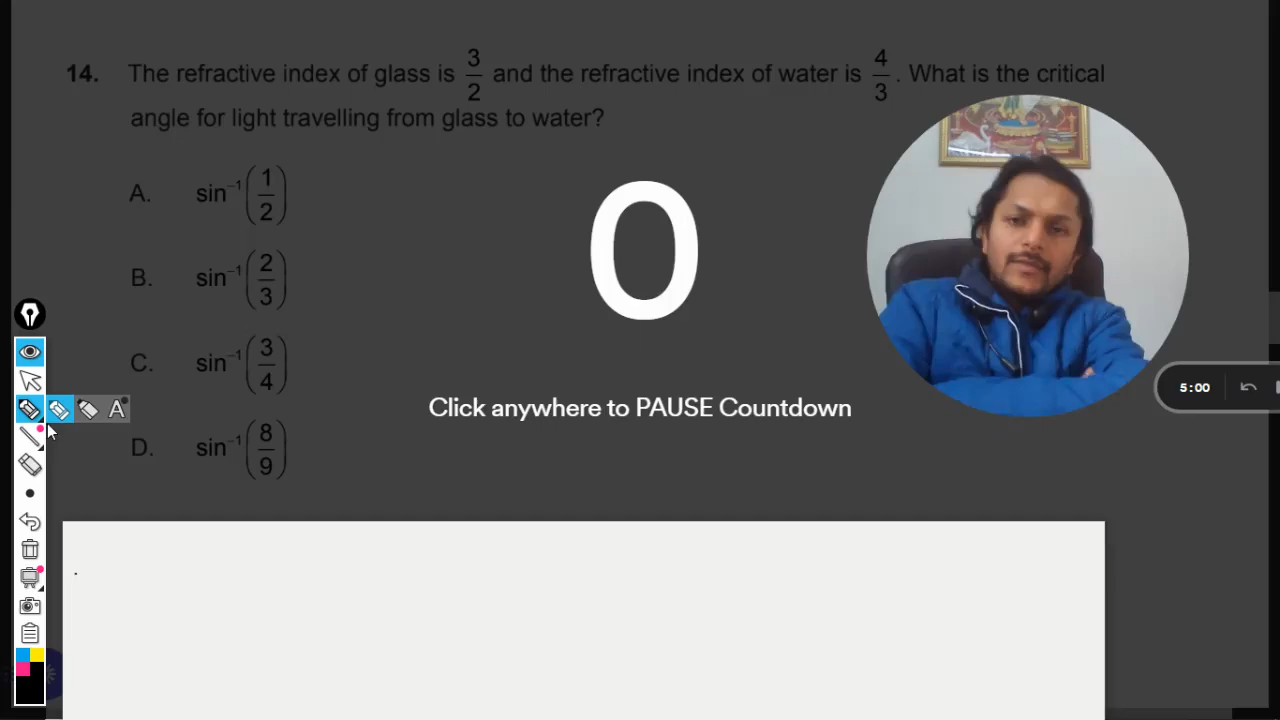 14. The refractive index of glass is 3/2 and the refractive index of water is 4/3. What is the critical
angle for light travelling from glass to water?
A. sin⁻¹(1/2)
B. sin⁻¹(2/3)
C. sin⁻¹(3/4)
D. sin⁻¹(8/9)
0
Click anywhere to PAUSE Countdown
5:00
A